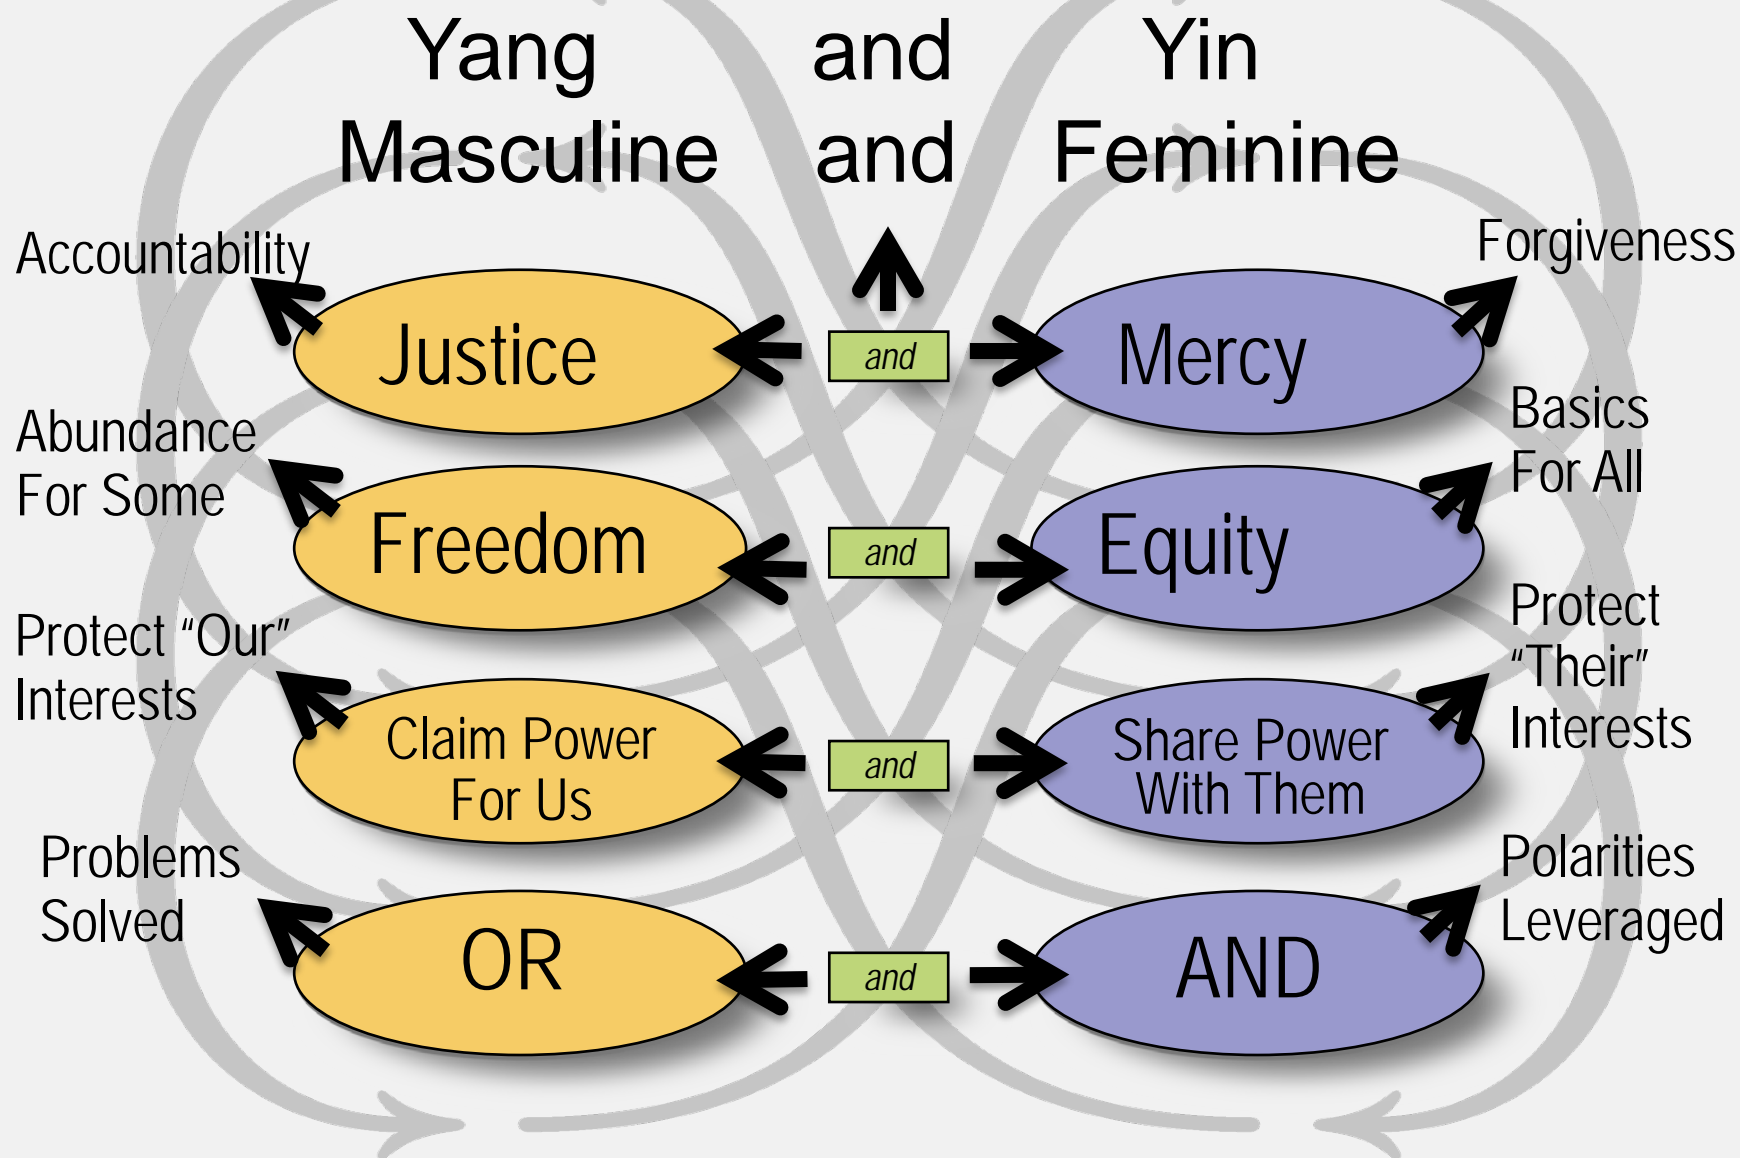 Yang and Yin
Masculine and Feminine
Accountability
Justice
and
Mercy
Forgiveness
Abundance
For Some
Freedom
and
Equity
Basics
For All
Protect “Our”
Interests
Claim Power
For Us
and
Share Power
With Them
Protect
“Their”
Interests
Problems
Solved
OR
and
AND
Polarities
Leveraged